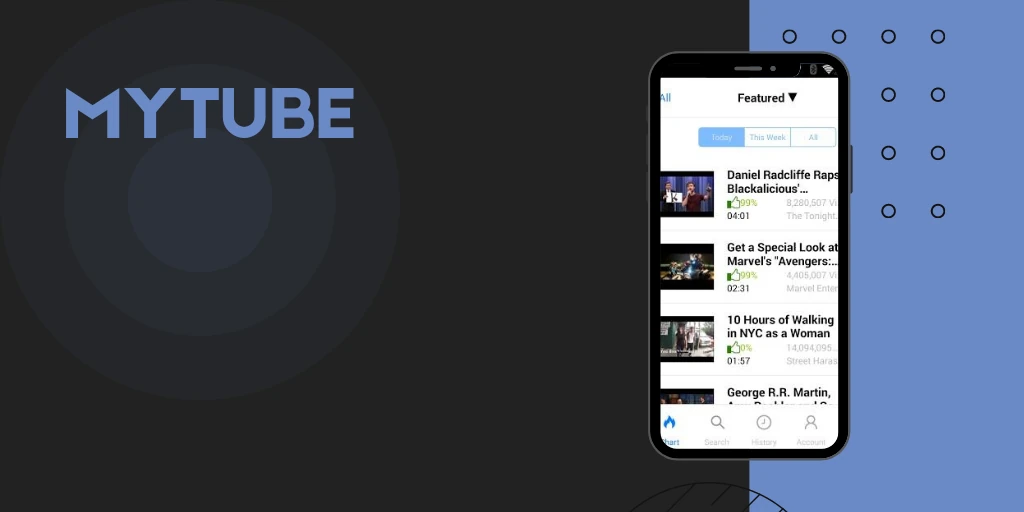 MYTUBE
All
Featured ▼
Today
This Week
All
Daniel Radcliffe Raps
Blackalicious'...
99%
8,280,507 Vi
04:01
The Tonight.
Get a Special Look at
Marvel's "Avengers:..
99%
4,405,007 Vi
02:31
Marvel Enter
10 Hours of Walking
in NYC as a Woman
0%
14,094,095..
01:57
Street Haras
George R.R. Martin,
Chart
Search
History
Account